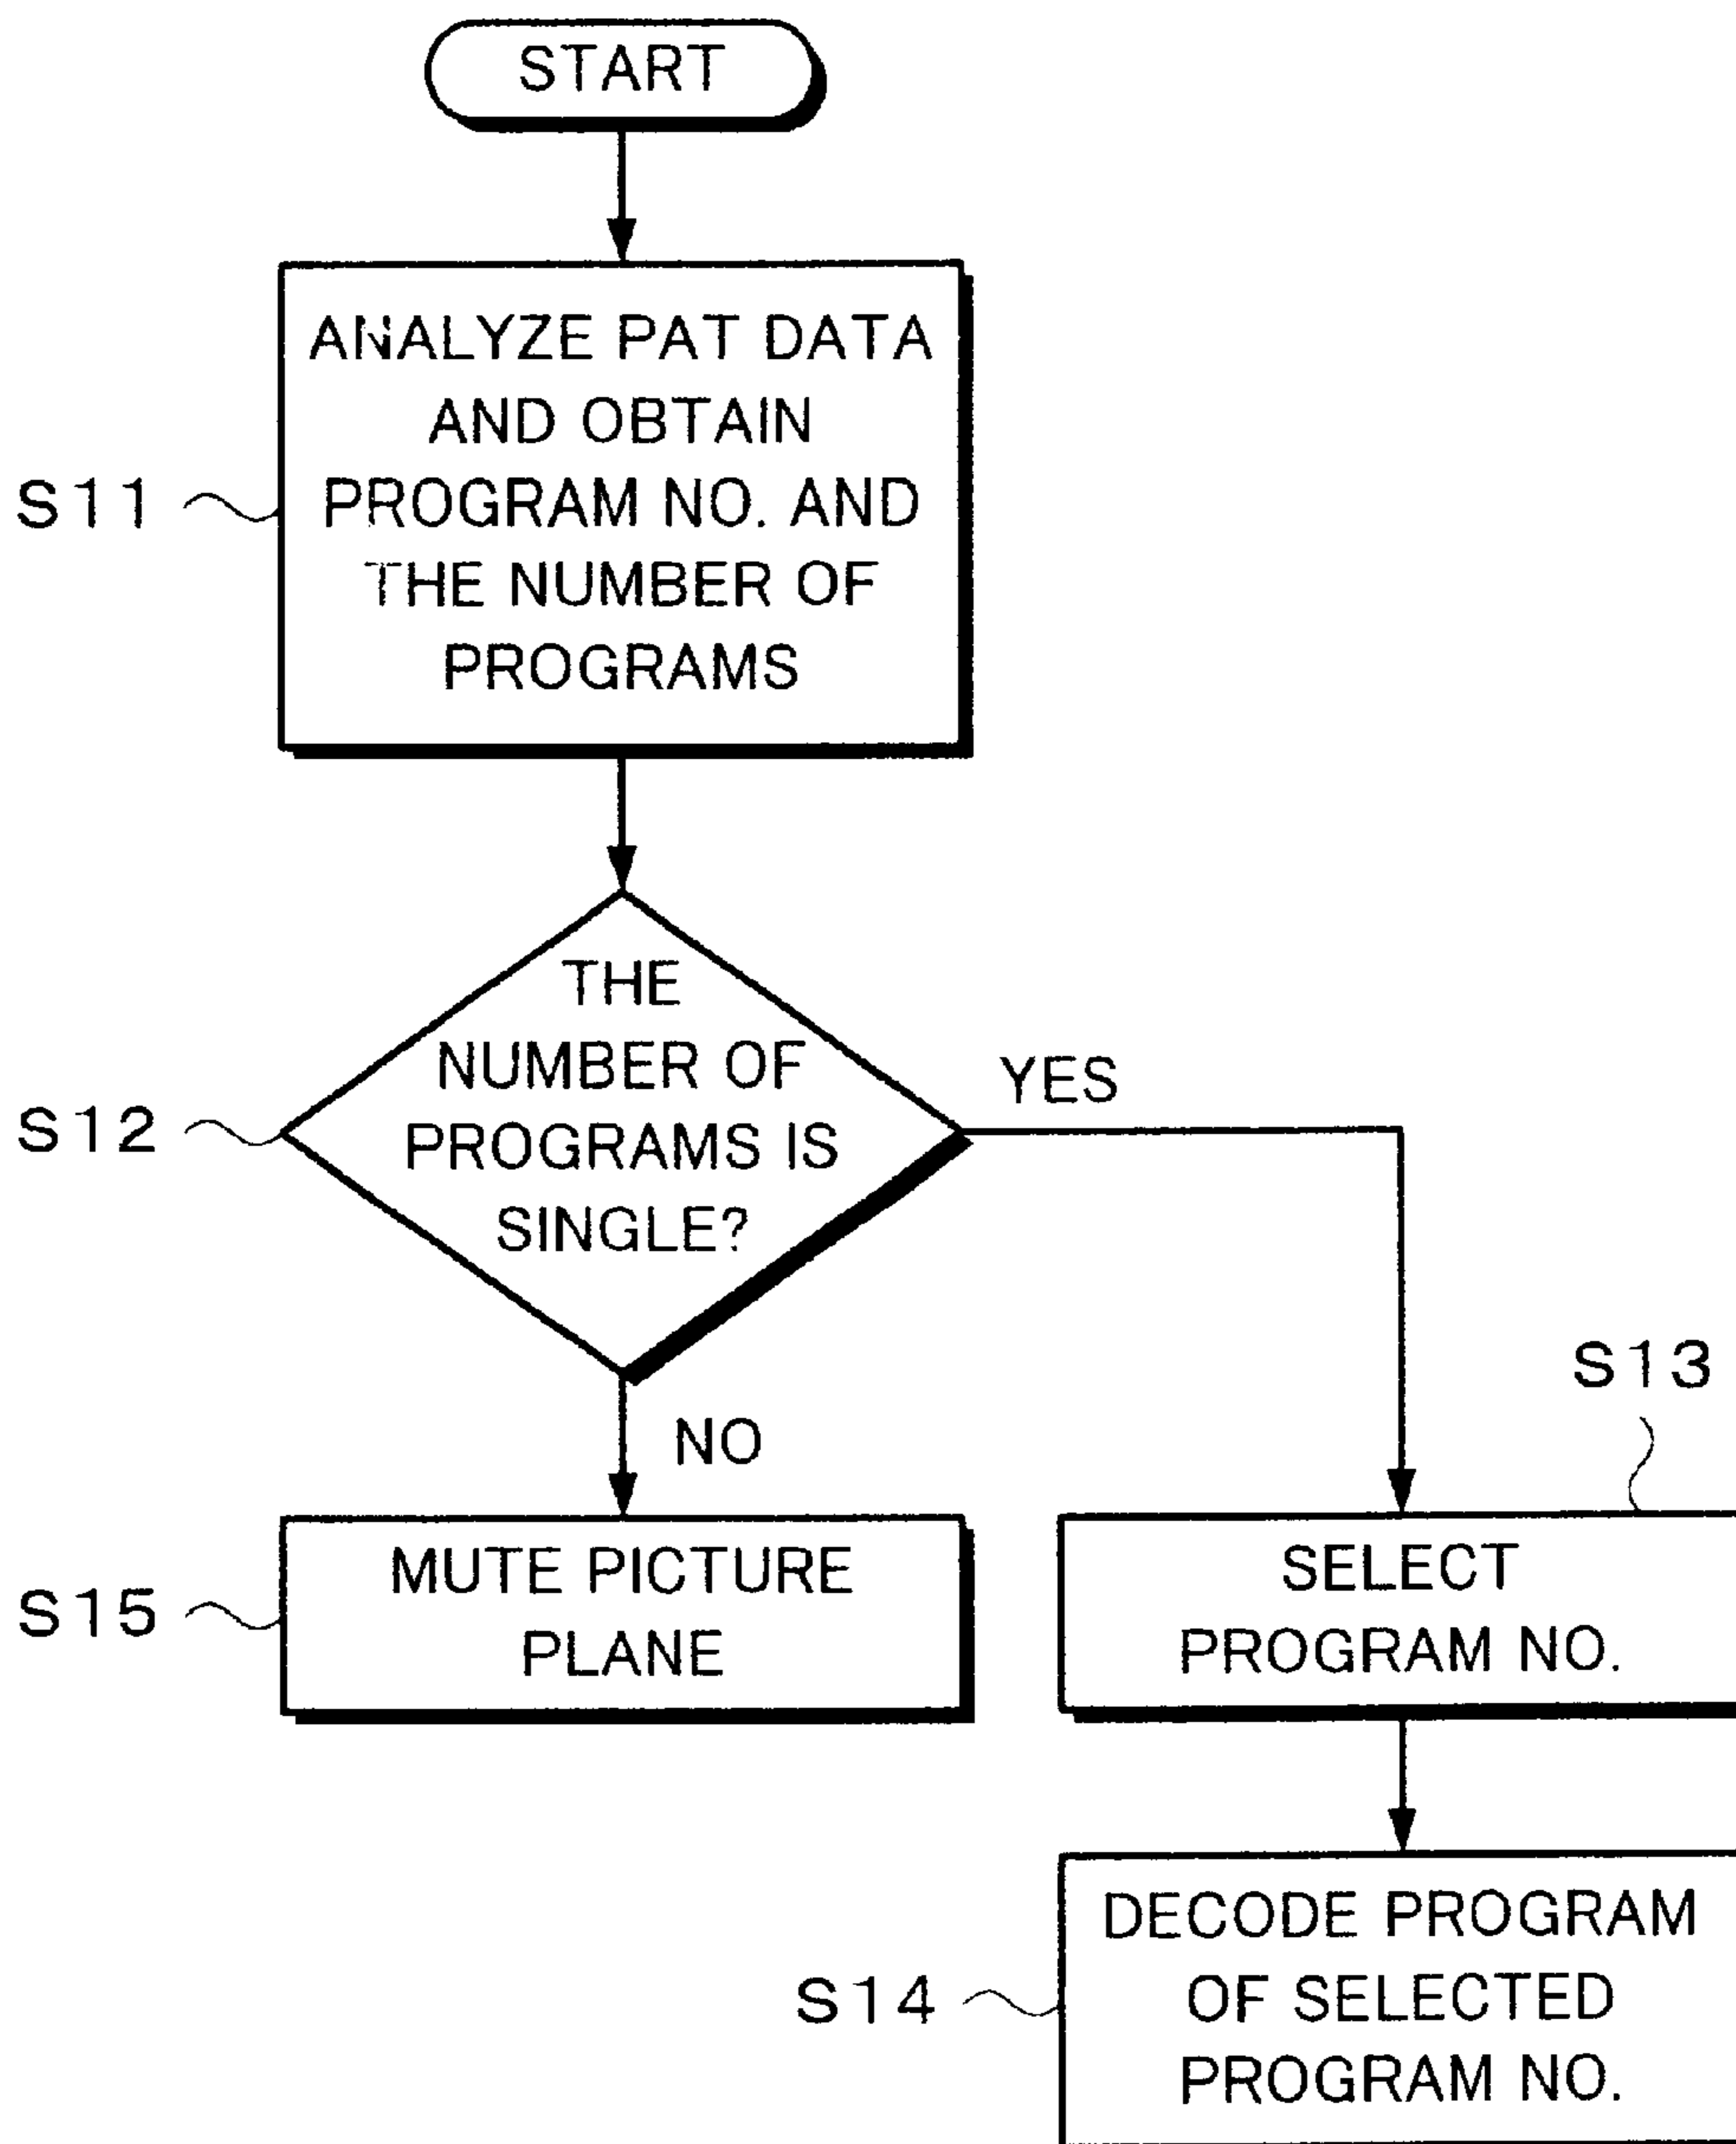 START
ANALYZE PAT DATA
AND OBTAIN
PROGRAM NO. AND
THE NUMBER OF
PROGRAMS
S11
THE
NUMBER OF
PROGRAMS IS
SINGLE?
S12
YES
NO
S13
MUTE PICTURE
PLANE
S15
SELECT
PROGRAM NO.
DECODE PROGRAM
OF SELECTED
PROGRAM NO.
S14